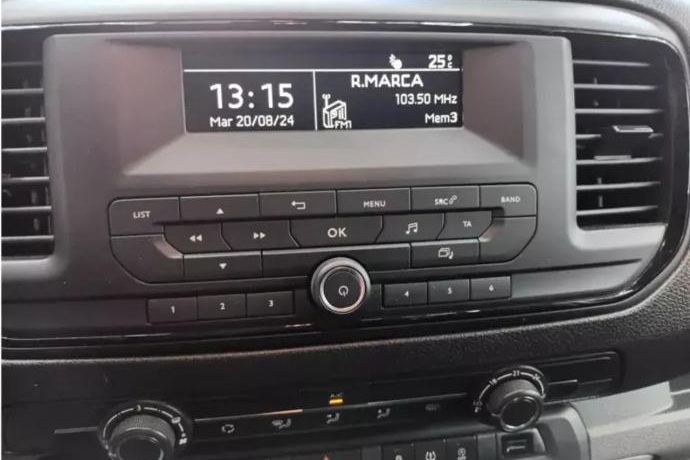 25°C
R.MARCA
13:15
103.50 MHz
Mar 20/08/24
FM1
Mem3
LIST
MENU
SRC
BAND
OK
TA
1 2 3
4 5 6
A/C